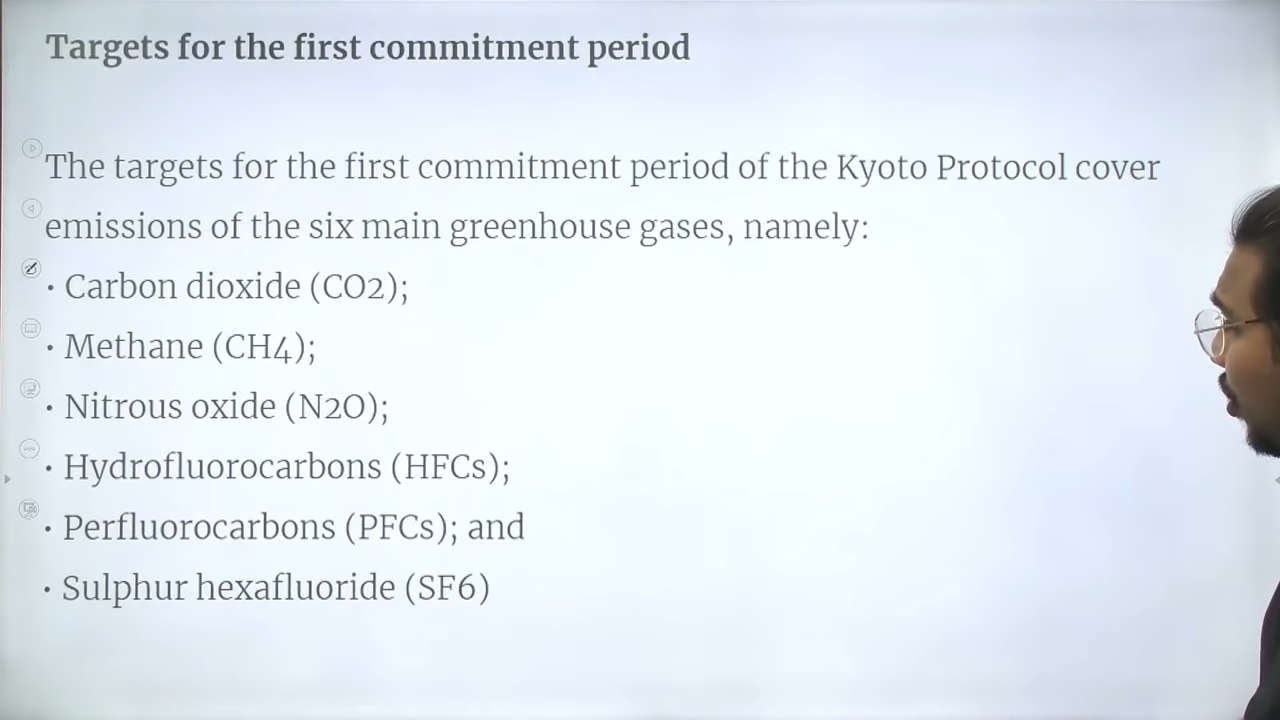 Targets for the first commitment period
The targets for the first commitment period of the Kyoto Protocol cover
emissions of the six main greenhouse gases, namely:
• Carbon dioxide (CO2);
• Methane (CH4);
• Nitrous oxide (N2O);
• Hydrofluorocarbons (HFCs);
• Perfluorocarbons (PFCs); and
• Sulphur hexafluoride (SF6)